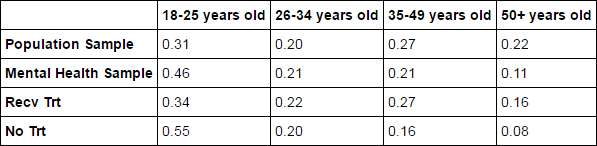 18-25 years old 26-34 years old 35-49 years old 50+ years old
Population Sample 0.31 0.20 0.27 0.22
Mental Health Sample 0.46 0.21 0.21 0.11
Recv Trt 0.34 0.22 0.27 0.16
No Trt 0.55 0.20 0.16 0.08